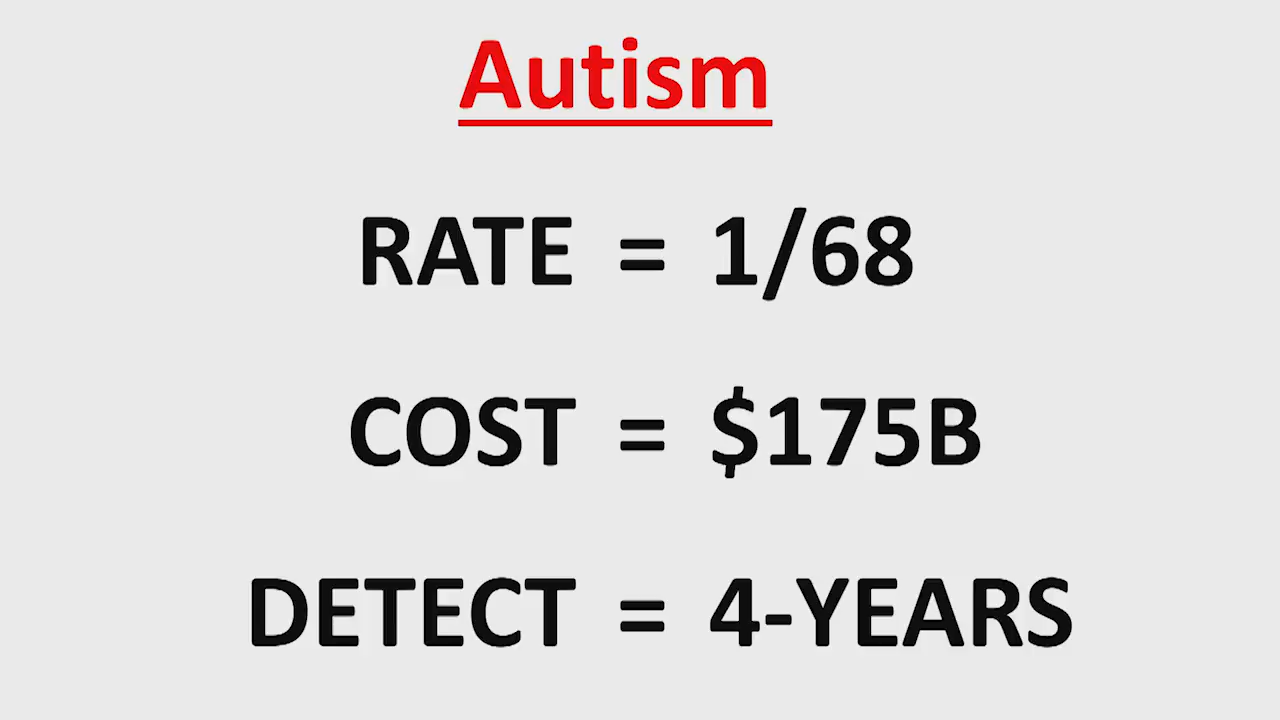 Autism
RATE = 1/68
COST = $175B
DETECT = 4-YEARS